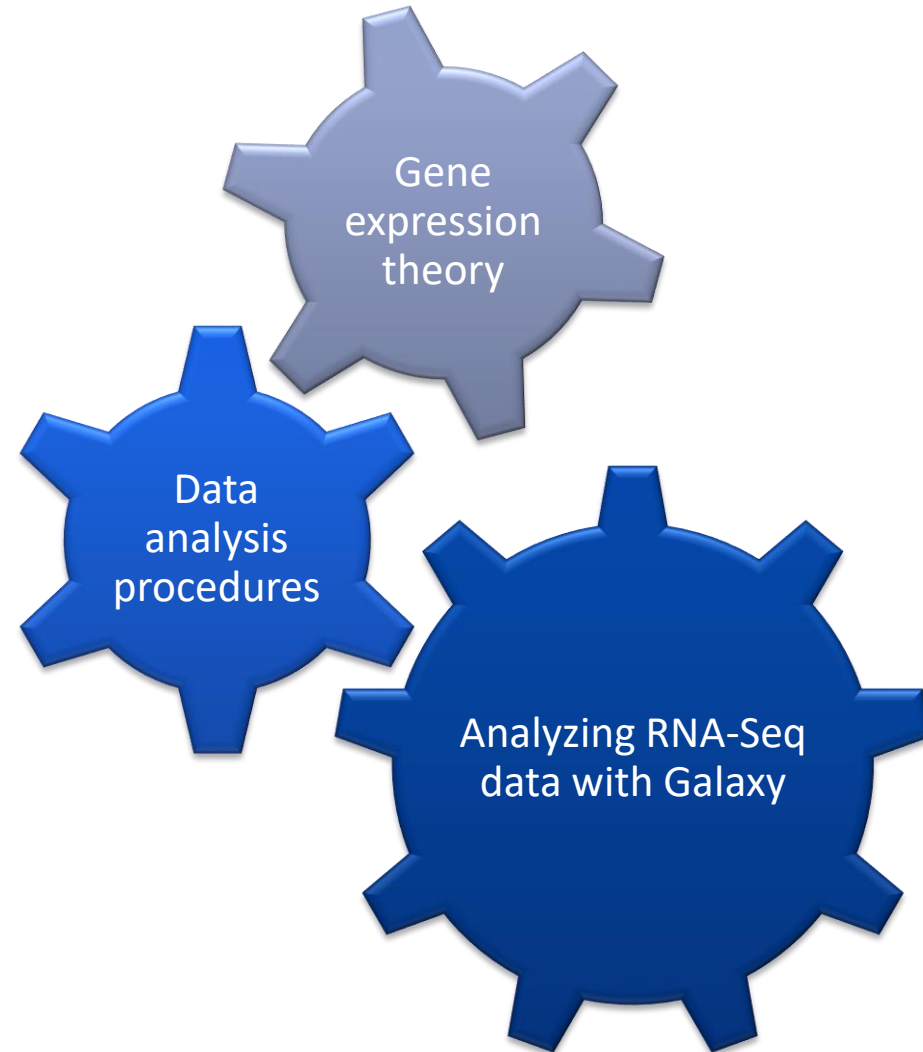 Gene
expression
theory
Data
analysis
procedures
Analyzing RNA-Seq
data with Galaxy